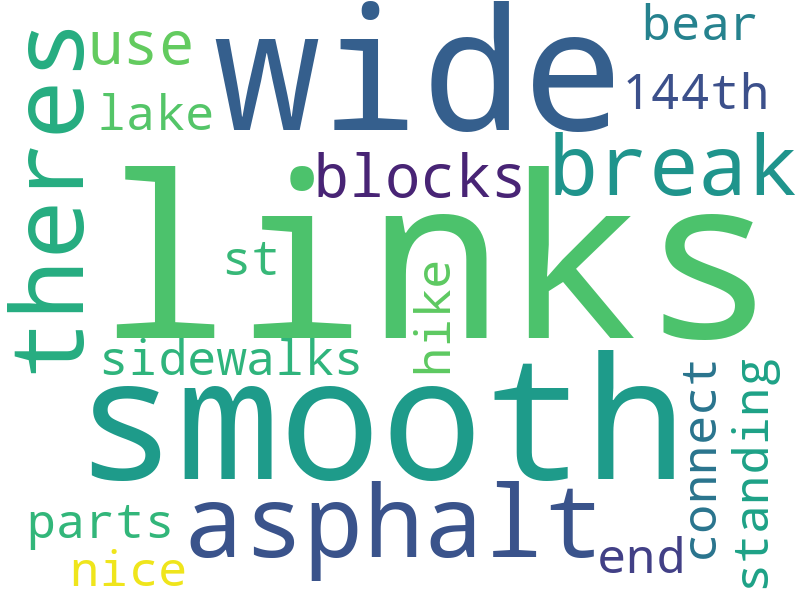 bear
use
wide
144th
lake
theres
break
blocks
links
st
hike
sidewalks
smooth
connect
standing
asphalt
parts
end
nice